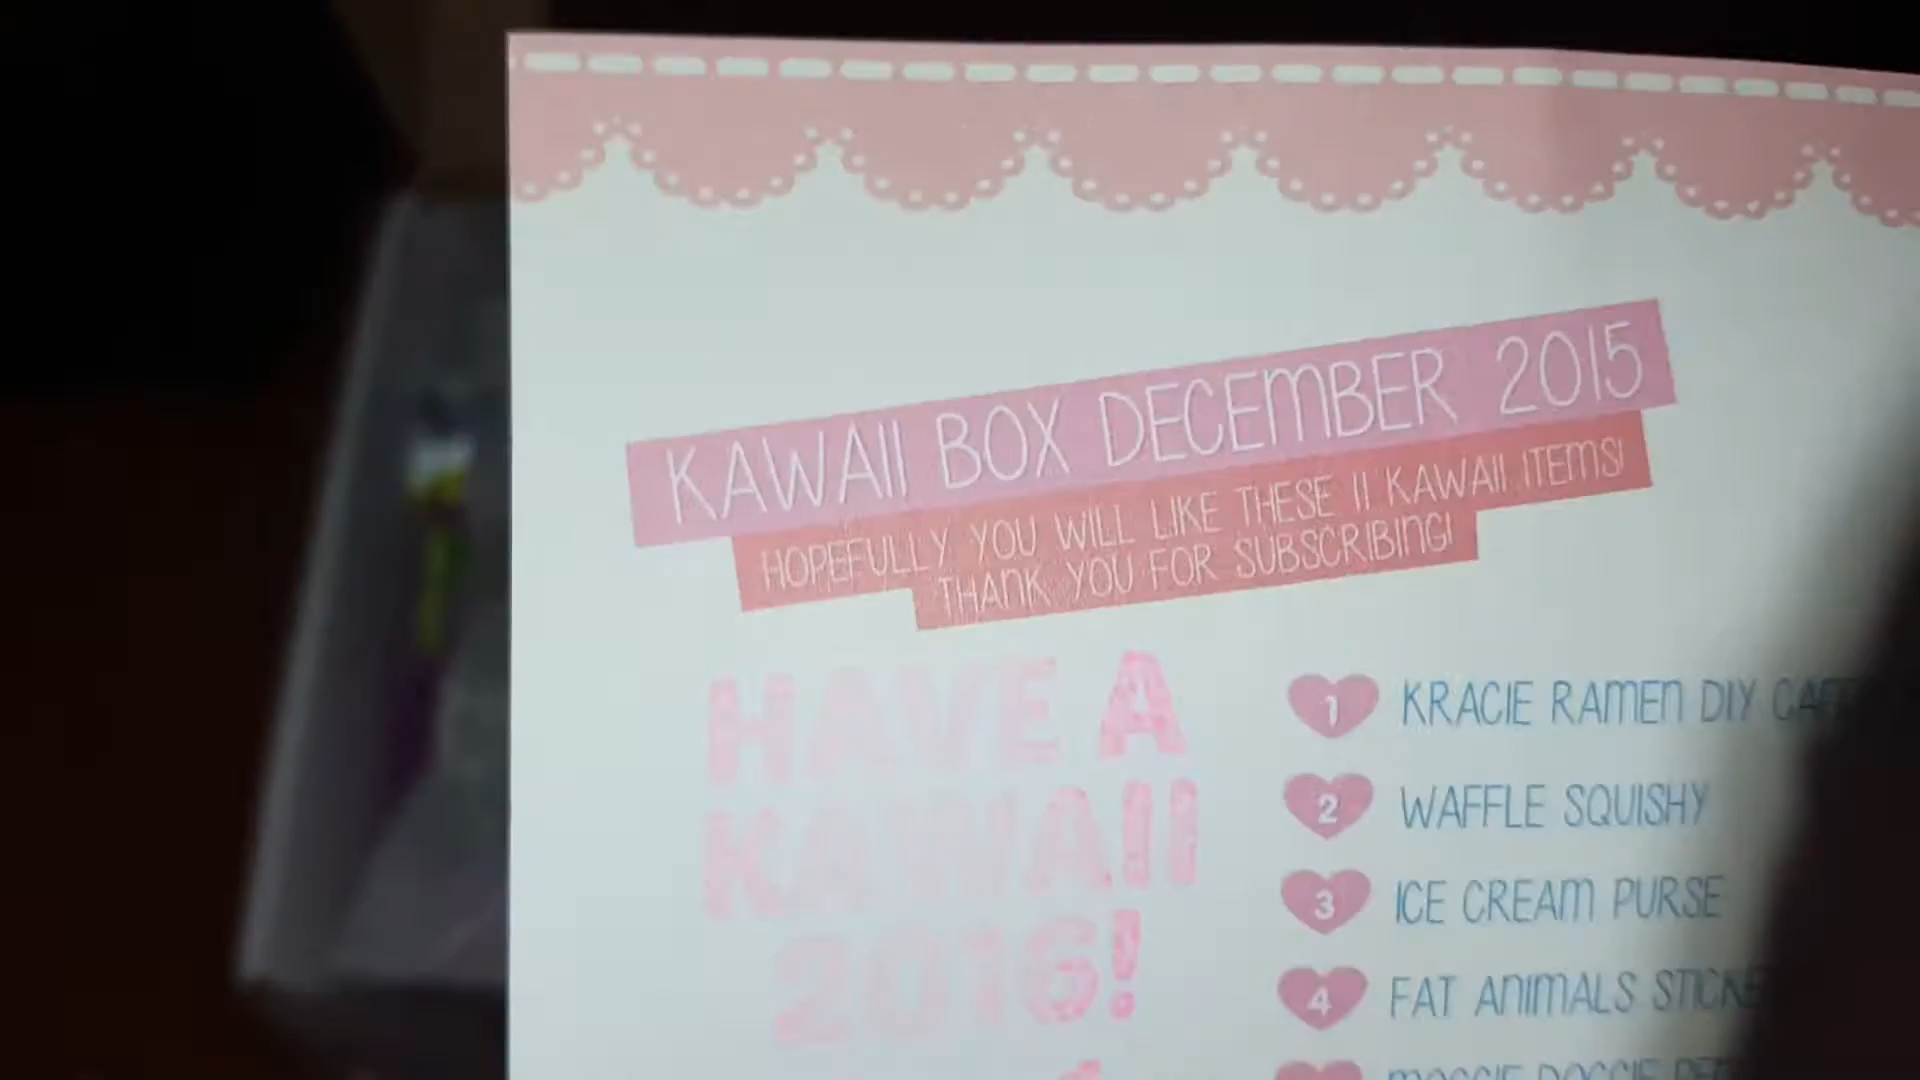 KAWAII BOX DECEMBER 2015
HOPEFULLY YOU WILL LIKE THESE 11 KAWAII ITEMS!
THANK YOU FOR SUBSCRIBING!
HAVE A
KAWAII
2016!
1 KRACIE RAMEN DIY
2 WAFFLE SQUISHY
3 ICE CREAM PURSE
4 FAT ANIMALS